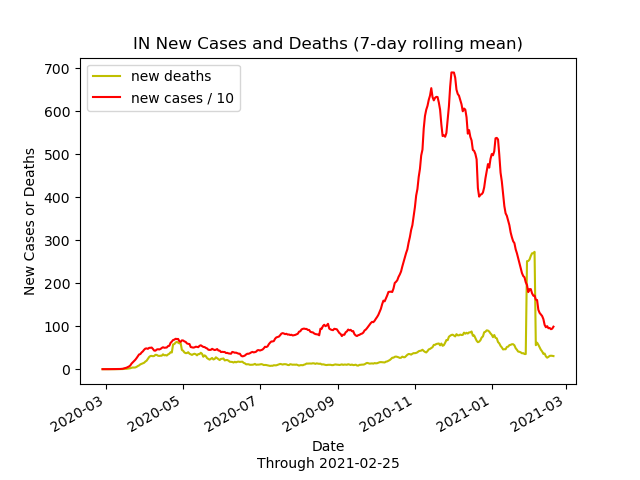 IN New Cases and Deaths (7-day rolling mean)
new deaths
new cases / 10
New Cases or Deaths
700
600
500
400
300
200
100
0
2020-03
2020-05
2020-07
2020-09
2020-11
2021-01
2021-03
Date
Through 2021-02-25